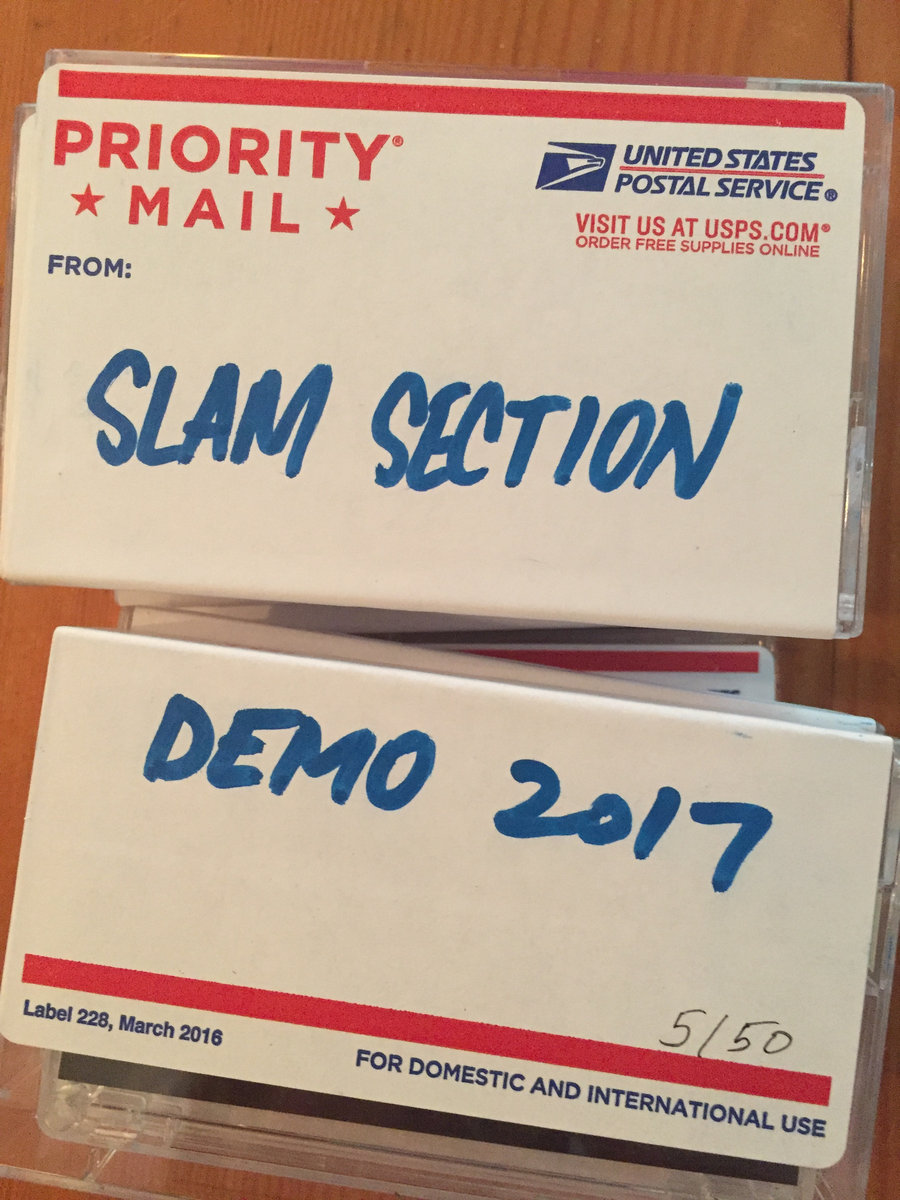 PRIORITY®
★ MAIL ★
UNITED STATES
POSTAL SERVICE®
VISIT US AT USPS.COM®
ORDER FREE SUPPLIES ONLINE
FROM:
SLAM SECTION
DEMO 2017
5/50
Label 228, March 2016
FOR DOMESTIC AND INTERNATIONAL USE